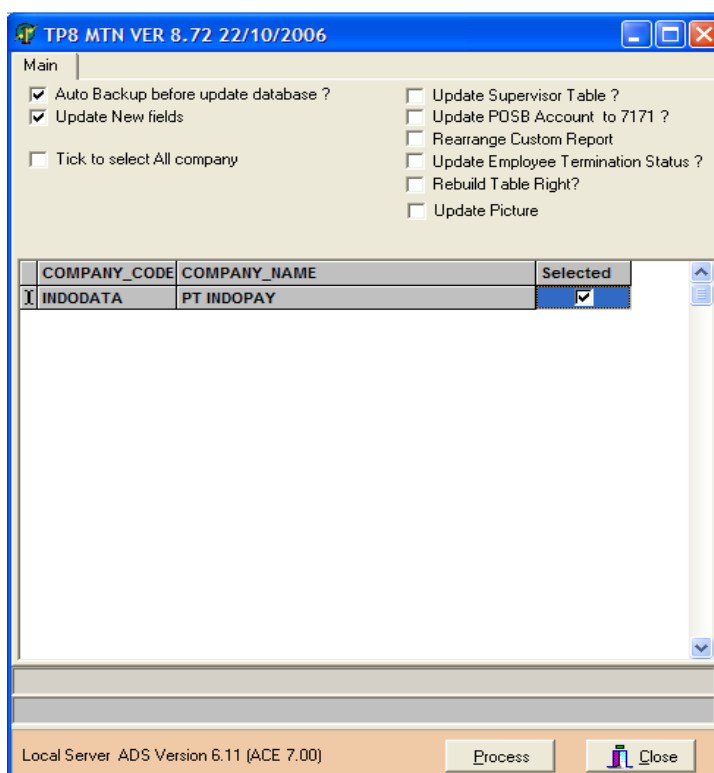 TP8 MTN VER 8.72 22/10/2006
Main
Auto Backup before update database ?
Update New fields
Tick to select All company
Update Supervisor Table ?
Update POSB Account to 7171 ?
Rearrange Custom Report
Update Employee Termination Status ?
Rebuild Table Right?
Update Picture
COMPANY_CODE COMPANY_NAME Selected
INDODATA PT INDOPAY
Local Server ADS Version 6.11 (ACE 7.00) Process Close